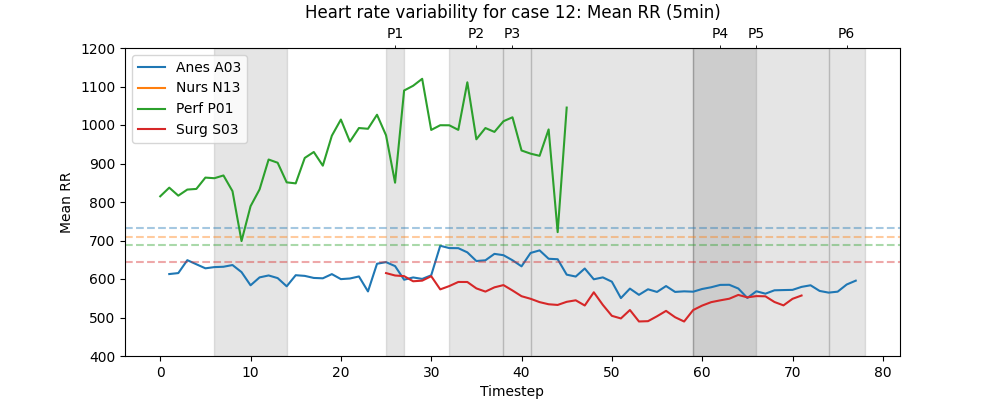 Heart rate variability for case 12: Mean RR (5min)
P1 P2 P3 P4 P5 P6
1200
1100
1000
900
800
700
600
500
400
Mean RR
Anes A03
Nurs N13
Perf P01
Surg S03
0 10 20 30 40 50 60 70 80
Timestep